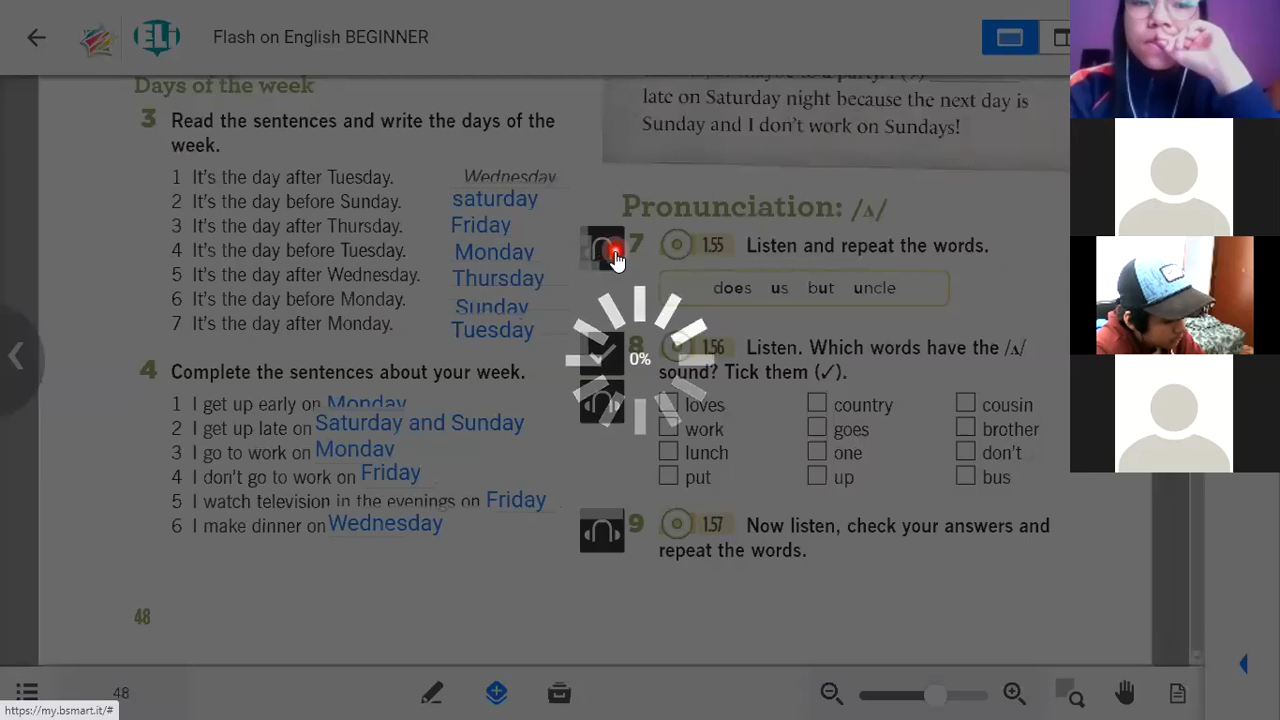 ELi Flash on English BEGINNER
Days of the week
3 Read the sentences and write the days of the
week.
1 It's the day after Tuesday. Wednesday
2 It's the day before Sunday. saturday
3 It's the day after Thursday. Friday
4 It's the day before Tuesday. Monday
5 It's the day after Wednesday. Thursday
6 It's the day before Monday. Sunday
7 It's the day after Monday. Tuesday
4 Complete the sentences about your week.
1 I get up early on Monday
2 I get up late on Saturday and Sunday
3 I go to work on Monday
4 I don't go to work on Friday
5 I watch television in the evenings on Friday
6 I make dinner on Wednesday
48
late on Saturday night because the next day is
Sunday and I don't work on Sundays!
Pronunciation: /ʌ/
7 1.55 Listen and repeat the words.
does us but uncle
0%
8 1.56 Listen. Which words have the /ʌ/
sound? Tick them (✓).
loves country cousin
work goes brother
lunch one don't
put up bus
9 1.57 Now listen, check your answers and
repeat the words.
48
https://my.bsmart.it/#